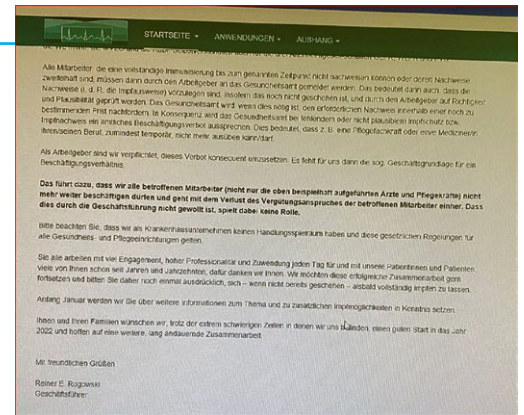 STARTSEITE ANWENDUNGEN AUSHANG
Alle Mitarbeiter, die eine vollständige Immunisierung bis zum genannten Zeitpunkt nicht nachweisen können oder deren Nachweise
zweifelhaft sind, müssen dann durch den Arbeitgeber an das Gesundheitsamt gemeldet werden. Das bedeutet dann auch, dass die
Nachweise (i. d. R. die Impfausweise) vorzulegen sind, insofern das noch nicht geschehen ist, und durch den Arbeitgeber auf Richtigkeit
und Plausibilität geprüft werden. Das Gesundheitsamt wird, wenn dies nötig ist, den erforderlichen Nachweis innerhalb einer noch zu
bestimmenden Frist nachfordern. In Konsequenz wird das Gesundheitsamt bei fehlendem oder nicht plausiblem Impfschutz bzw.
Impfnachweis ein amtliches Beschäftigungsverbot aussprechen. Dies bedeutet, dass z. B. eine Pflegefachkraft oder eine Medizinerin
ihren/seinen Beruf, zumindest temporär, nicht mehr ausüben kann/darf.
Als Arbeitgeber sind wir verpflichtet, dieses Verbot konsequent umzusetzen. Es fehlt für uns dann die sog. Geschäftsgrundlage für ein
Beschäftigungsverhältnis.
Das führt dazu, dass wir alle betroffenen Mitarbeiter (nicht nur die oben beispielhaft aufgeführten Ärzte und Pflegekräfte) nicht
mehr weiter beschäftigen dürfen und geht mit dem Verlust des Vergütungsanspruches der betroffenen Mitarbeiter einher. Dass
dies durch die Geschäftsführung nicht gewollt ist, spielt dabei keine Rolle.
Bitte beachten Sie, dass wir als Krankenhausunternehmen keinen Handlungsspielraum haben und diese gesetzlichen Regelungen für
alle Gesundheits- und Pflegeeinrichtungen gelten.
Sie alle arbeiten mit viel Engagement, hoher Professionalität und Zuwendung jeden Tag für und mit unsere Patientinnen und Patienten,
viele von Ihnen schon seit Jahren und Jahrzehnten, dafür danken wir Ihnen. Wir möchten diese erfolgreiche Zusammenarbeit gern
fortsetzen und bitten Sie daher noch einmal ausdrücklich, sich – wenn nicht bereits geschehen – alsbald vollständig impfen zu lassen.
Anfang Januar werden wir Sie über weitere Informationen zum Thema und zu zusätzlichen Impfmöglichkeiten in Kenntnis setzen.
Ihnen und Ihren Familien wünschen wir, trotz der extrem schwierigen Zeiten in denen wir uns befinden, einen guten Start in das Jahr
2022 und hoffen auf eine weitere, lang andauernde Zusammenarbeit.
Mit freundlichen Grüßen
Reiner E. Rogowski
Geschäftsführer